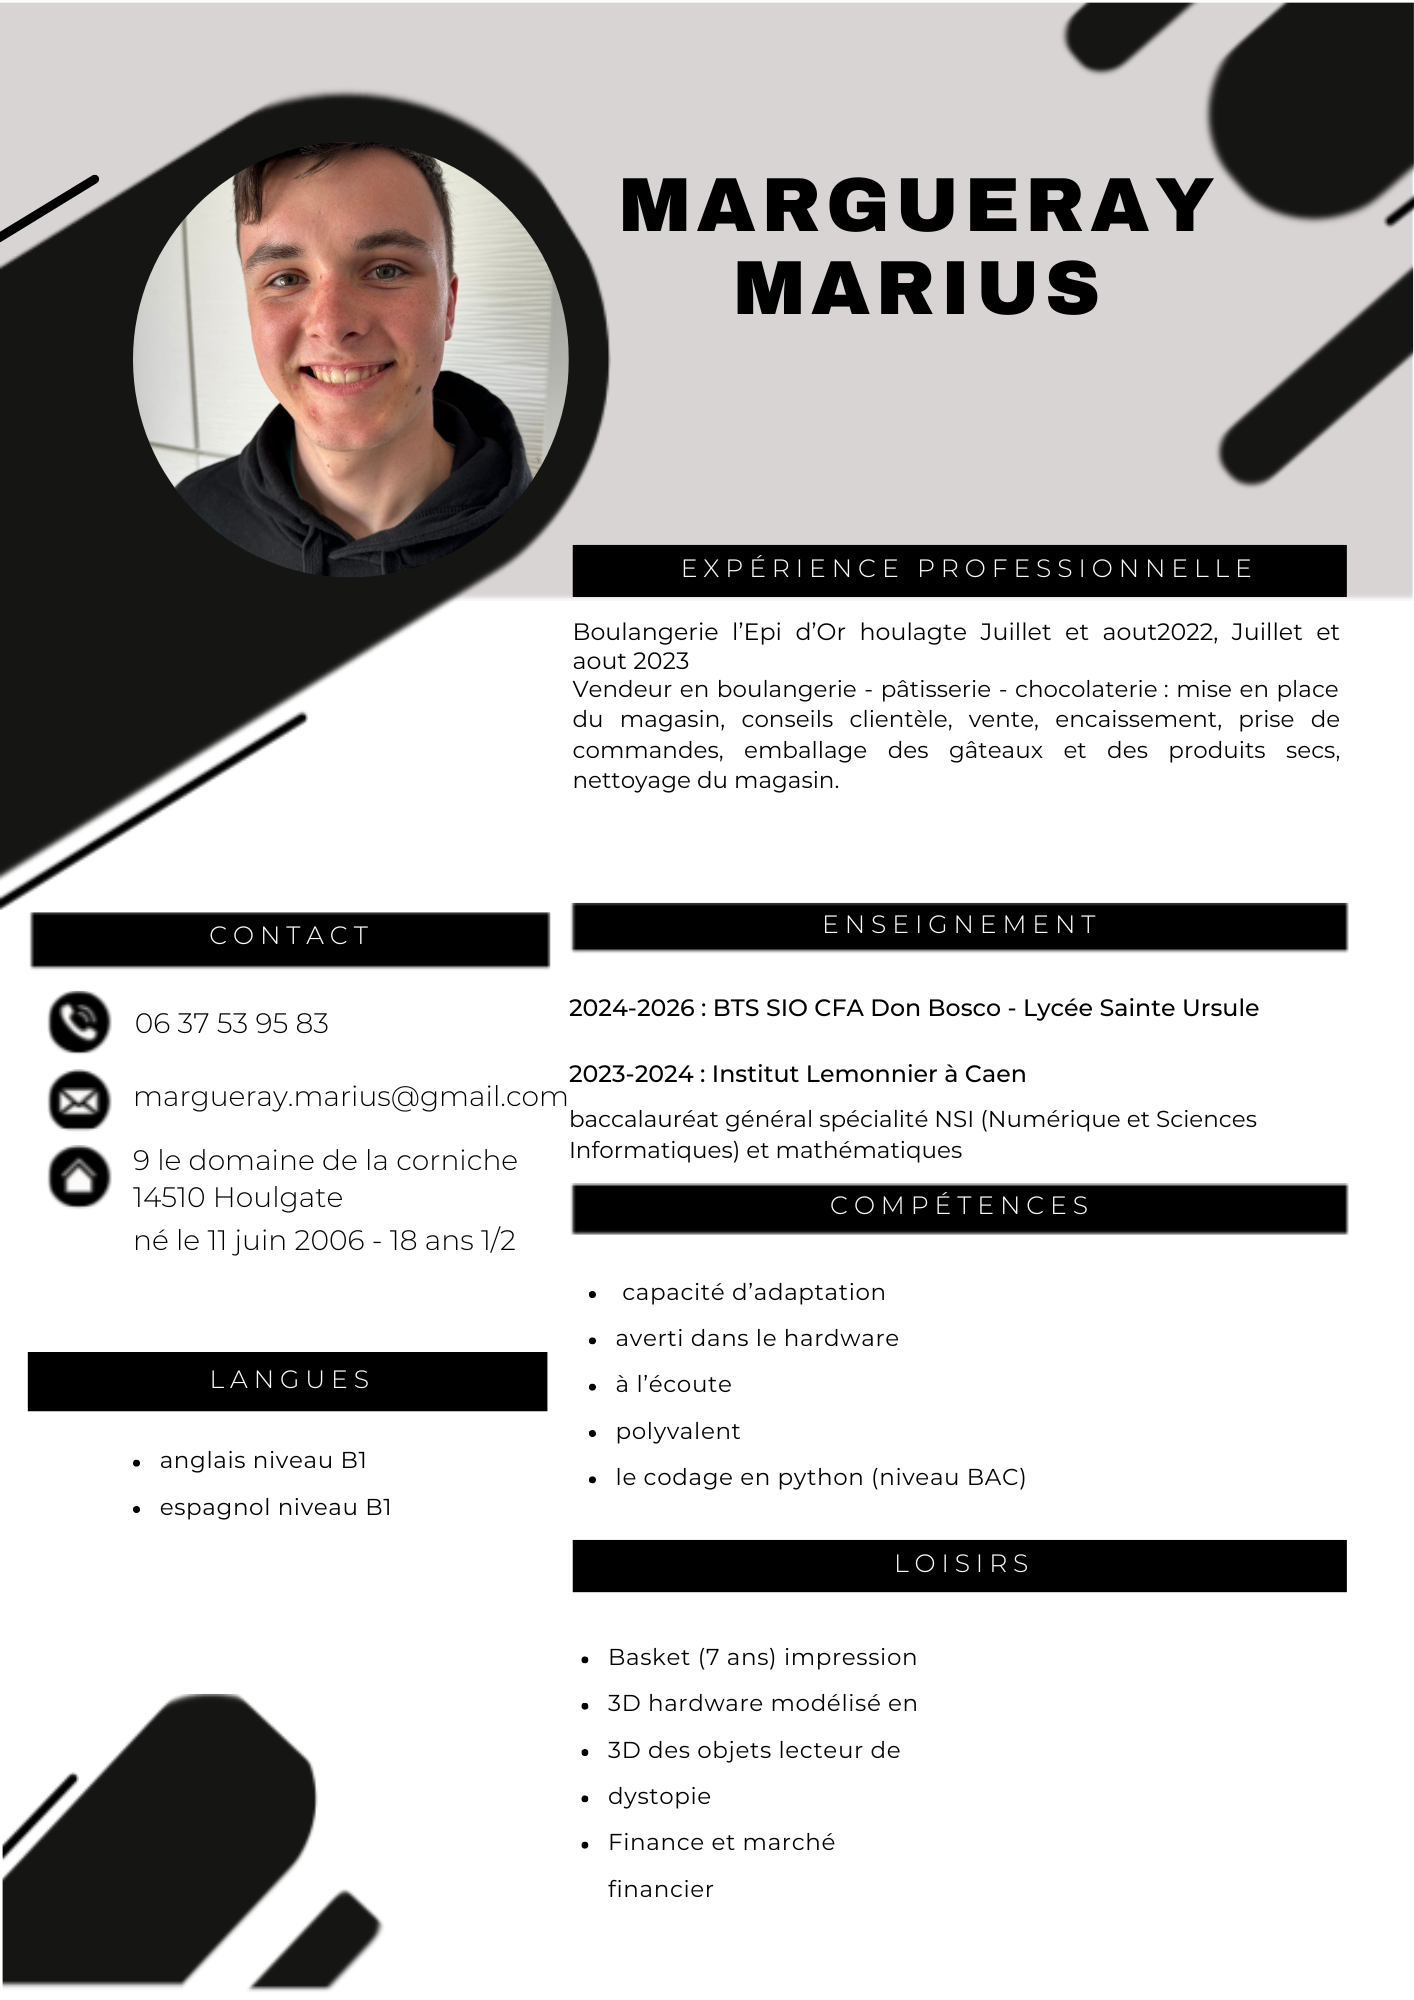 MARGUERAY
MARIUS
EXPÉRIENCE PROFESSIONNELLE
Boulangerie l’Epi d’Or houlagte Juillet et aout2022, Juillet et
aout 2023
Vendeur en boulangerie - pâtisserie - chocolaterie : mise en place
du magasin, conseils clientèle, vente, encaissement, prise de
commandes, emballage des gâteaux et des produits secs,
nettoyage du magasin.
CONTACT
06 37 53 95 83
margueray.marius@gmail.com
9 le domaine de la corniche
14510 Houlgate
né le 11 juin 2006 - 18 ans 1/2
LANGUES
• anglais niveau B1
• espagnol niveau B1
ENSEIGNEMENT
2024-2026 : BTS SIO CFA Don Bosco - Lycée Sainte Ursule
2023-2024 : Institut Lemonnier à Caen
baccalauréat général spécialité NSI (Numérique et Sciences
Informatiques) et mathématiques
COMPÉTENCES
• capacité d’adaptation
• averti dans le hardware
• à l’écoute
• polyvalent
• le codage en python (niveau BAC)
LOISIRS
• Basket (7 ans) impression
• 3D hardware modélisé en
• 3D des objets lecteur de
• dystopie
• Finance et marché
financier